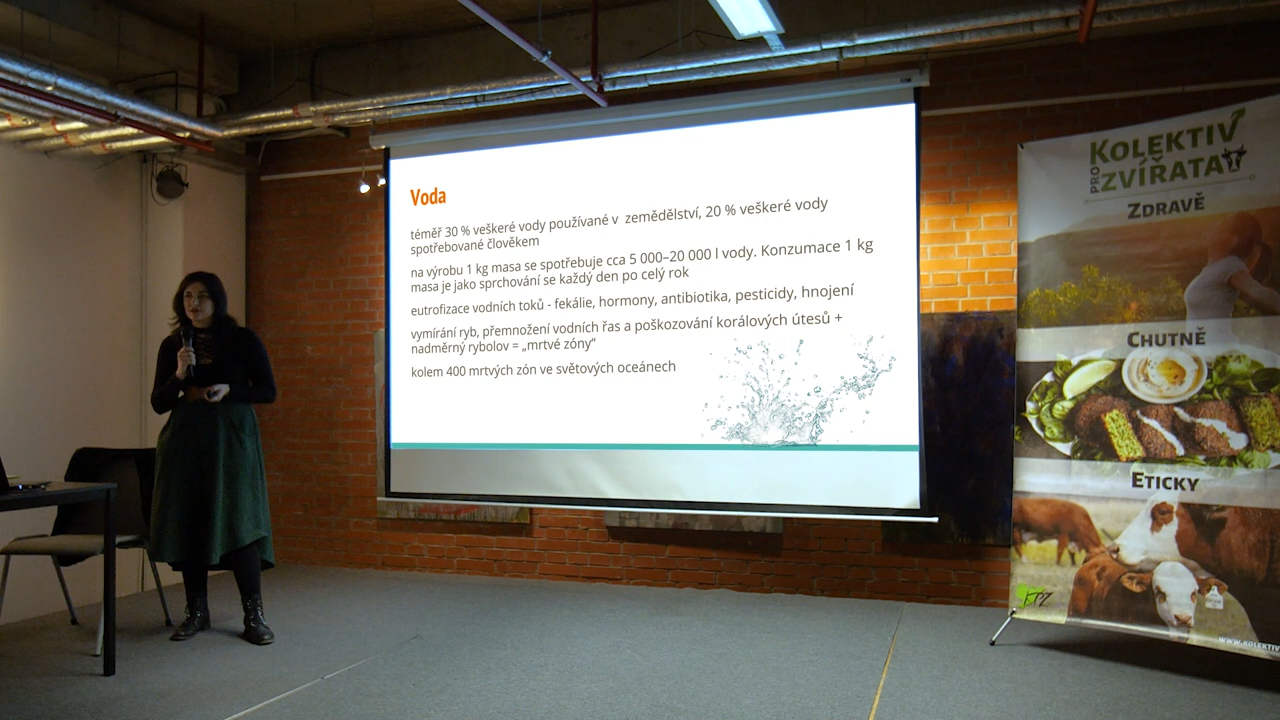 Voda
téměř 30 % veškeré vody používané v zemědělství, 20 % veškeré vody
spotřebované člověkem
na výrobu 1 kg masa se spotřebuje cca 5 000–20 000 l vody. Konzumace 1 kg
masa je jako sprchování se každý den po celý rok
eutrofizace vodních toků - fekálie, hormony, antibiotika, pesticidy, hnojení
vymírání ryb, přemnožení vodních řas a poškozování korálových útesů +
nadměrný rybolov = „mrtvé zóny“
kolem 400 mrtvých zón ve světových oceánech
KOLEKTIV
PRO
ZVÍŘATA
ZDRAVĚ
CHUTNĚ
ETICKY
KPZ
WWW.KOLEKTIV